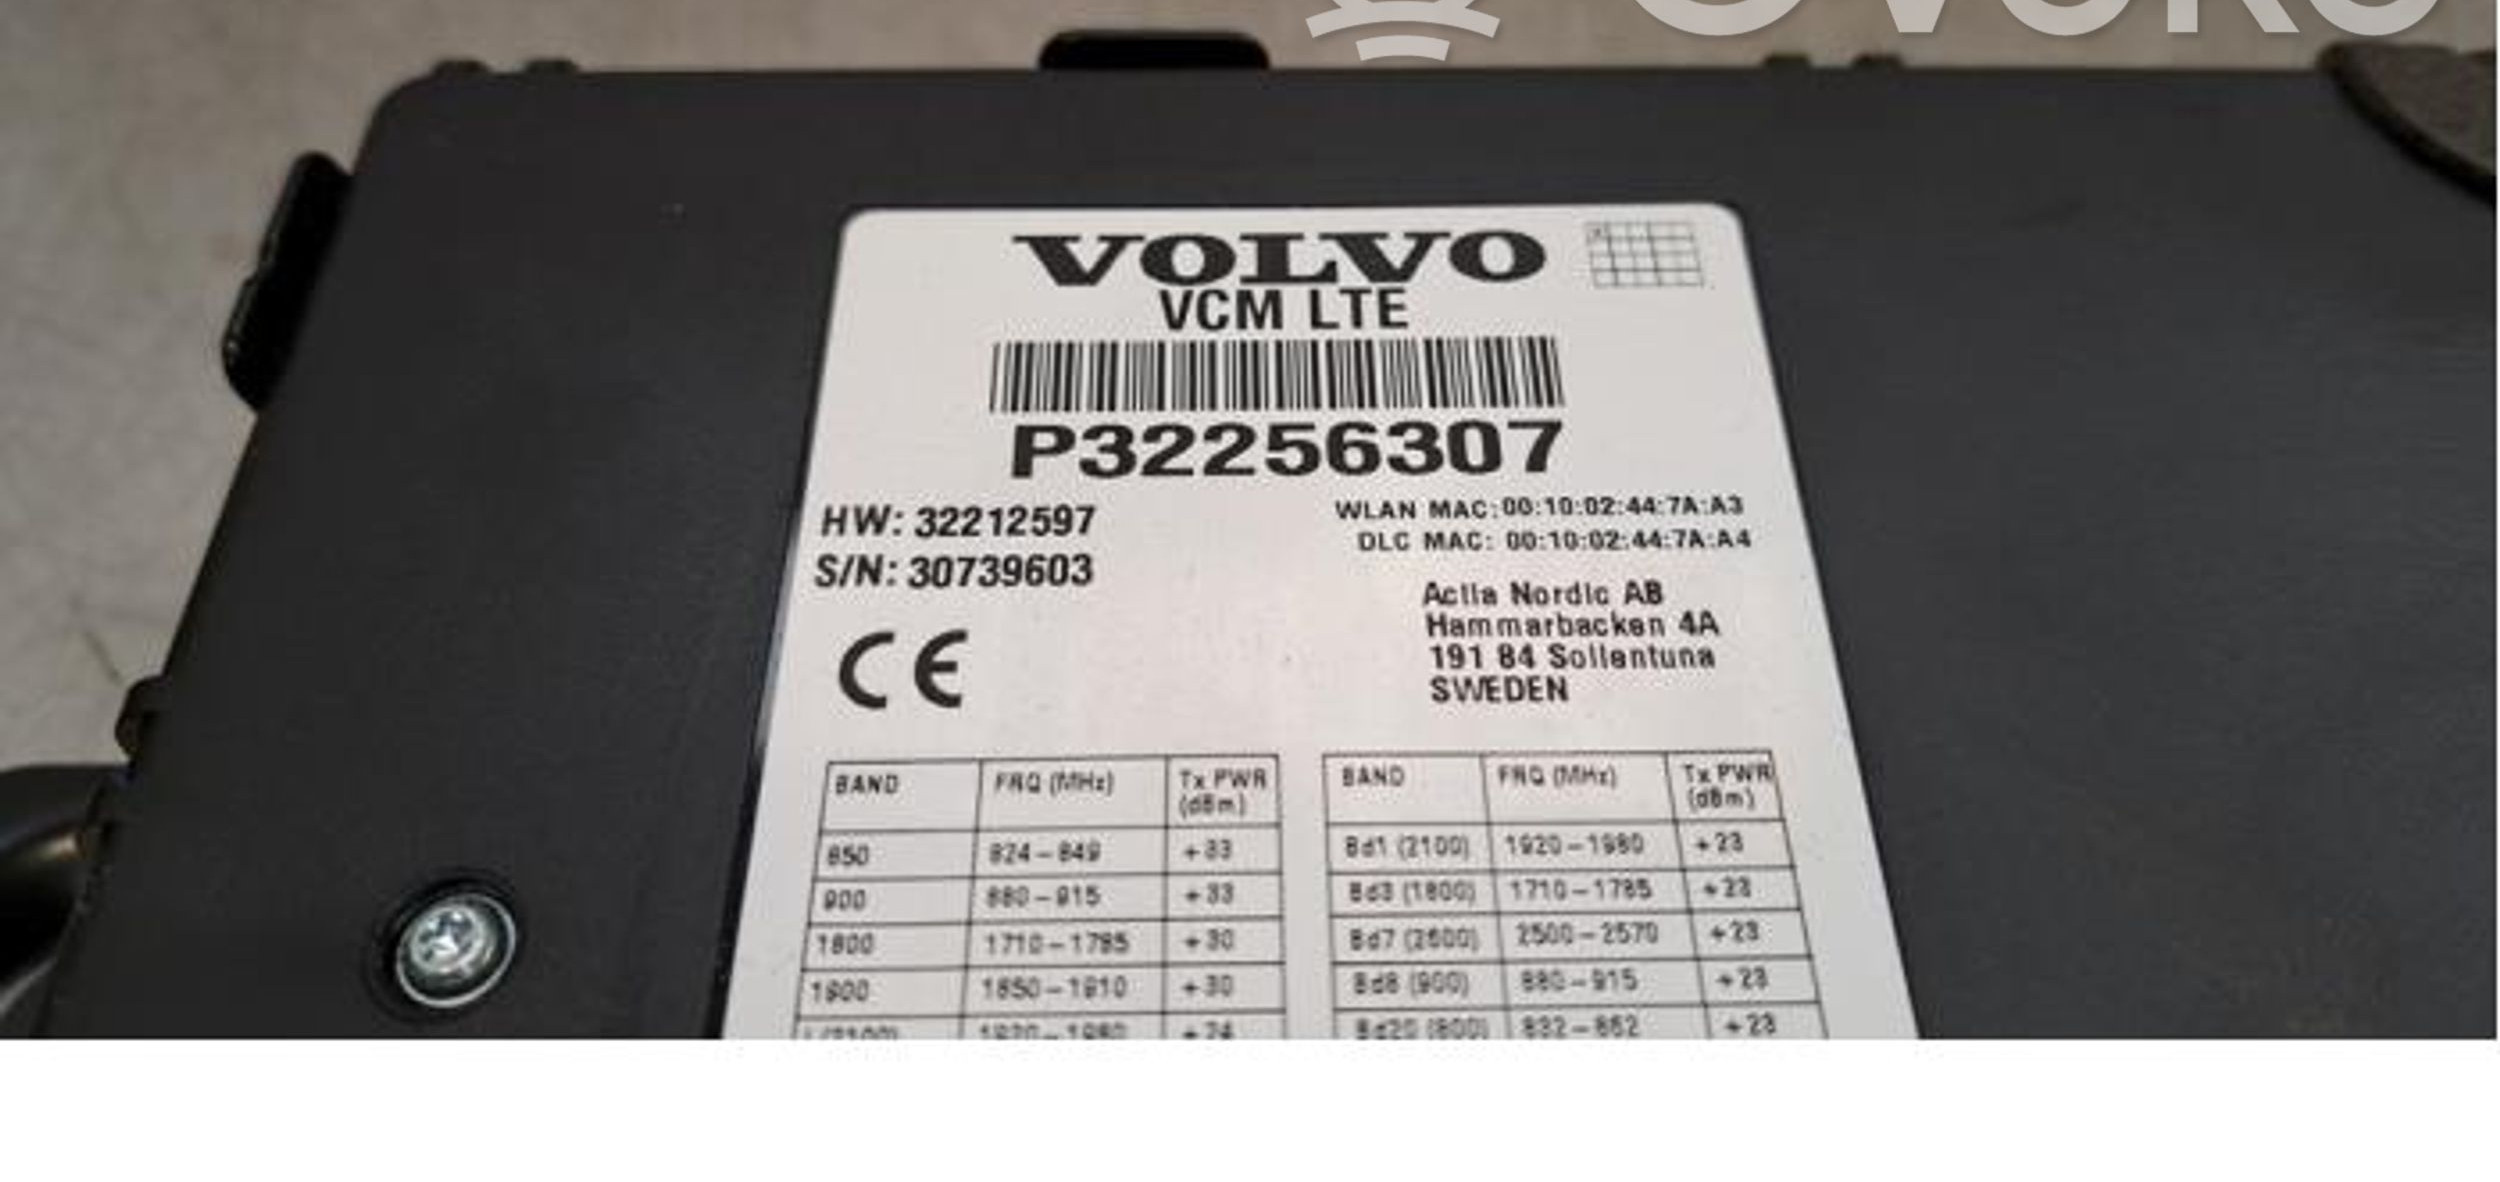 VOLVO
VCM LTE
P32256307
HW: 32212597
S/N: 30739603
WLAN MAC:00:10:02:44:7A:A3
DLC MAC: 00:10:02:44:7A:A4
Actia Nordic AB
Hammarbacken 4A
191 84 Sollentuna
SWEDEN
CE
BAND FRQ (MHz) Tx PWR (dBm)
850 824-849 +33
900 880-915 +33
1800 1710-1785 +30
1900 1850-1910 +30
I (2100) 1920-1980 +24
BAND FRQ (MHz) Tx PWR (dBm)
Bd1 (2100) 1920-1980 +23
Bd3 (1800) 1710-1785 +23
Bd7 (2600) 2500-2570 +23
Bd8 (900) 880-915 +23
Bd20 (800) 832-862 +23